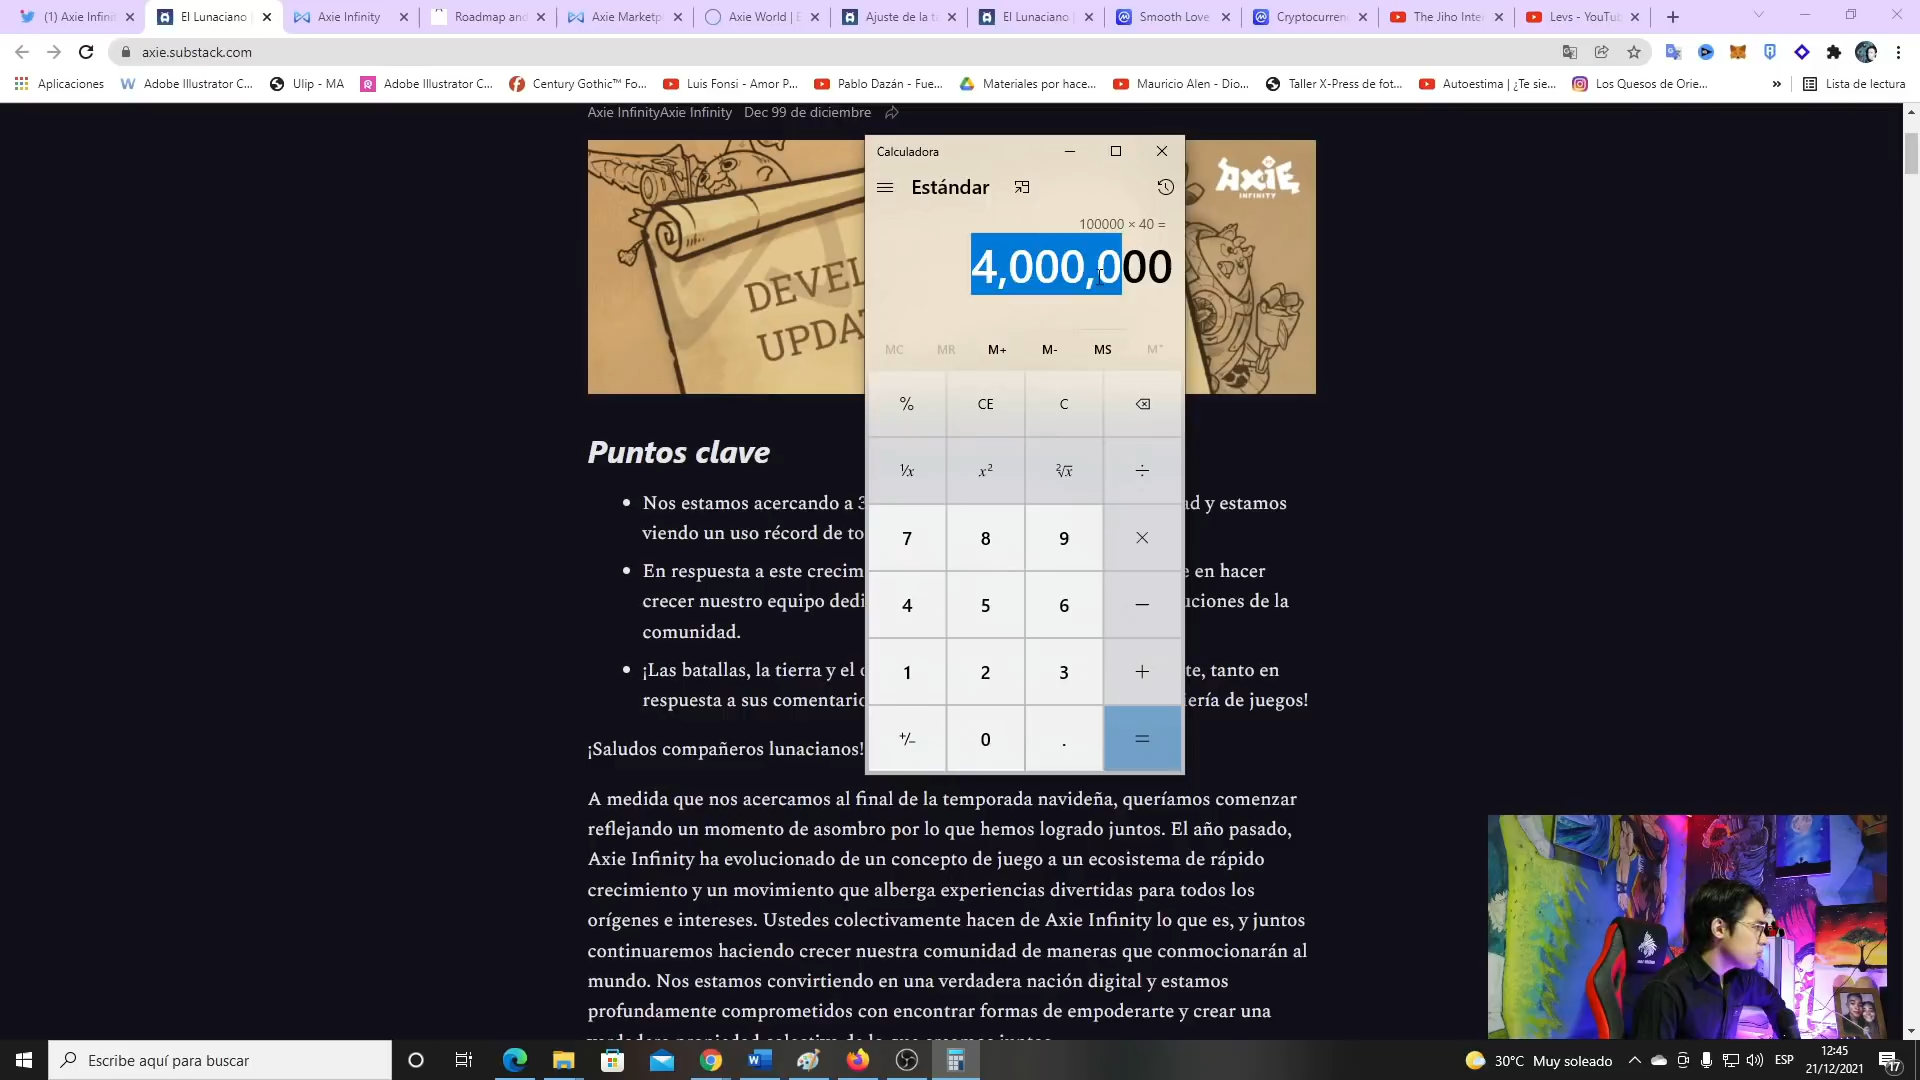 (1) Axie Infini
El Lunaciano |
Axie Infinity
Roadmap and
Axie Marketp
Axie World | E
Ajuste de la ta
El Lunaciano |
Smooth Love
Cryptocurrenc
The Jiho Inter
Levs - YouTub
axie.substack.com
Aplicaciones
Adobe Illustrator C...
Ulip - MA
Adobe Illustrator C...
Century Gothic™ Fo...
Luis Fonsi - Amor P...
Pablo Dazán - Fue...
Materiales por hace...
Mauricio Alen - Dio...
Taller X-Press de fot...
Autoestima | ¿Te sie...
Los Quesos de Orie...
»
Lista de lectura
Axie InfinityAxie Infinity Dec 99 de diciembre
AXIE
INFINITY
DEVEL
UPDA
Calculadora
Estándar
100000 × 40 =
4,000,000
MC MR M+ M- MS M˅
% CE C
¹/x x² ²√x ÷
7 8 9 ×
4 5 6 −
1 2 3 +
+/− 0 . =
Puntos clave
• Nos estamos acercando a 3
d y estamos
viendo un uso récord de to
• En respuesta a este crecim
e en hacer
crecer nuestro equipo dedi
uciones de la
comunidad.
• ¡Las batallas, la tierra y el
te, tanto en
respuesta a sus comentario
iería de juegos!
¡Saludos compañeros lunacianos!
A medida que nos acercamos al final de la temporada navideña, queríamos comenzar
reflejando un momento de asombro por lo que hemos logrado juntos. El año pasado,
Axie Infinity ha evolucionado de un concepto de juego a un ecosistema de rápido
crecimiento y un movimiento que alberga experiencias divertidas para todos los
orígenes e intereses. Ustedes colectivamente hacen de Axie Infinity lo que es, y juntos
continuaremos haciendo crecer nuestra comunidad de maneras que conmocionarán al
mundo. Nos estamos convirtiendo en una verdadera nación digital y estamos
profundamente comprometidos con encontrar formas de empoderarte y crear una
Escribe aquí para buscar
30°C Muy soleado
ESP
12:45
21/12/2021
17